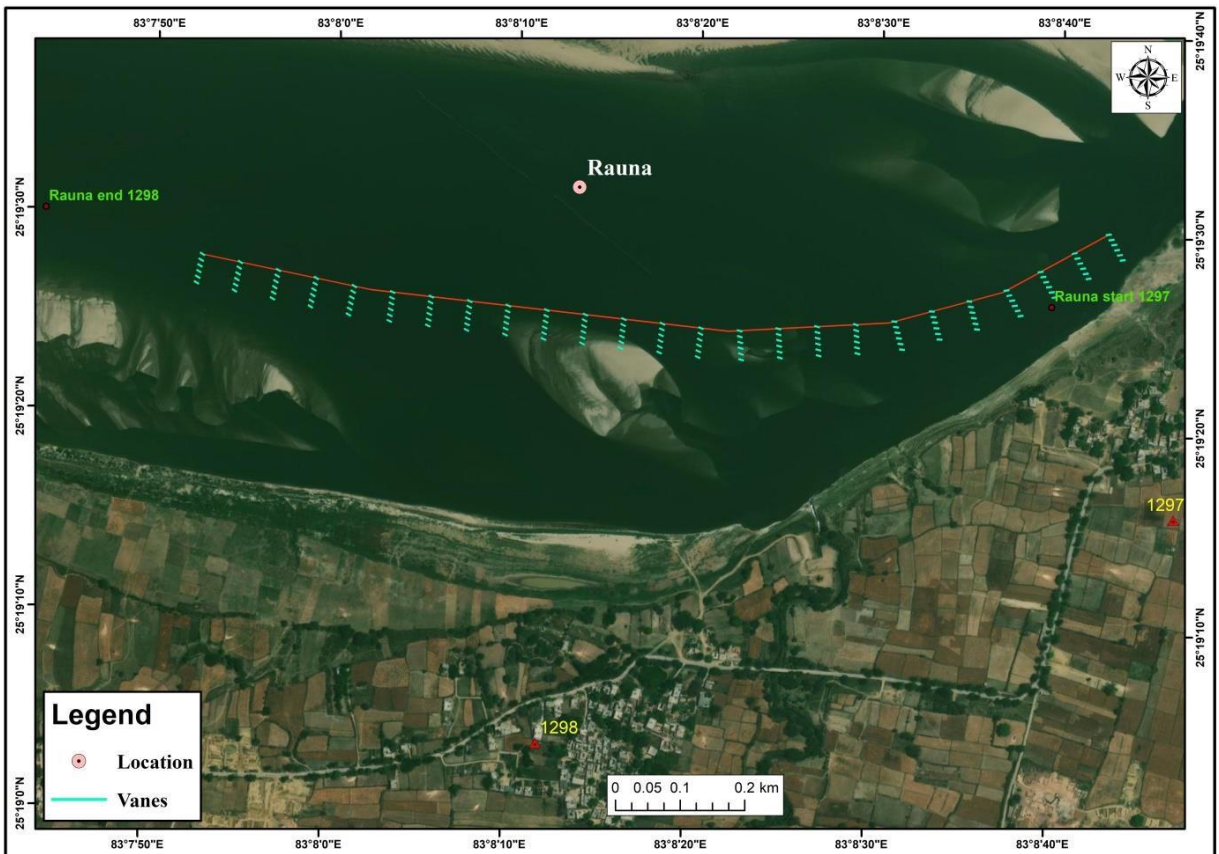 83°7'50"E
83°8'0"E
83°8'10"E
83°8'20"E
83°8'30"E
83°8'40"E
25°19'40"N
N
W
E
S
Rauna
Rauna end 1298
25°19'30"N
25°19'30"N
Rauna start 1297
25°19'20"N
25°19'20"N
1297
25°19'10"N
25°19'10"N
Legend
Location
Vanes
1298
0 0.05 0.1 0.2 km
25°19'0"N
83°7'50"E
83°8'0"E
83°8'10"E
83°8'20"E
83°8'30"E
83°8'40"E